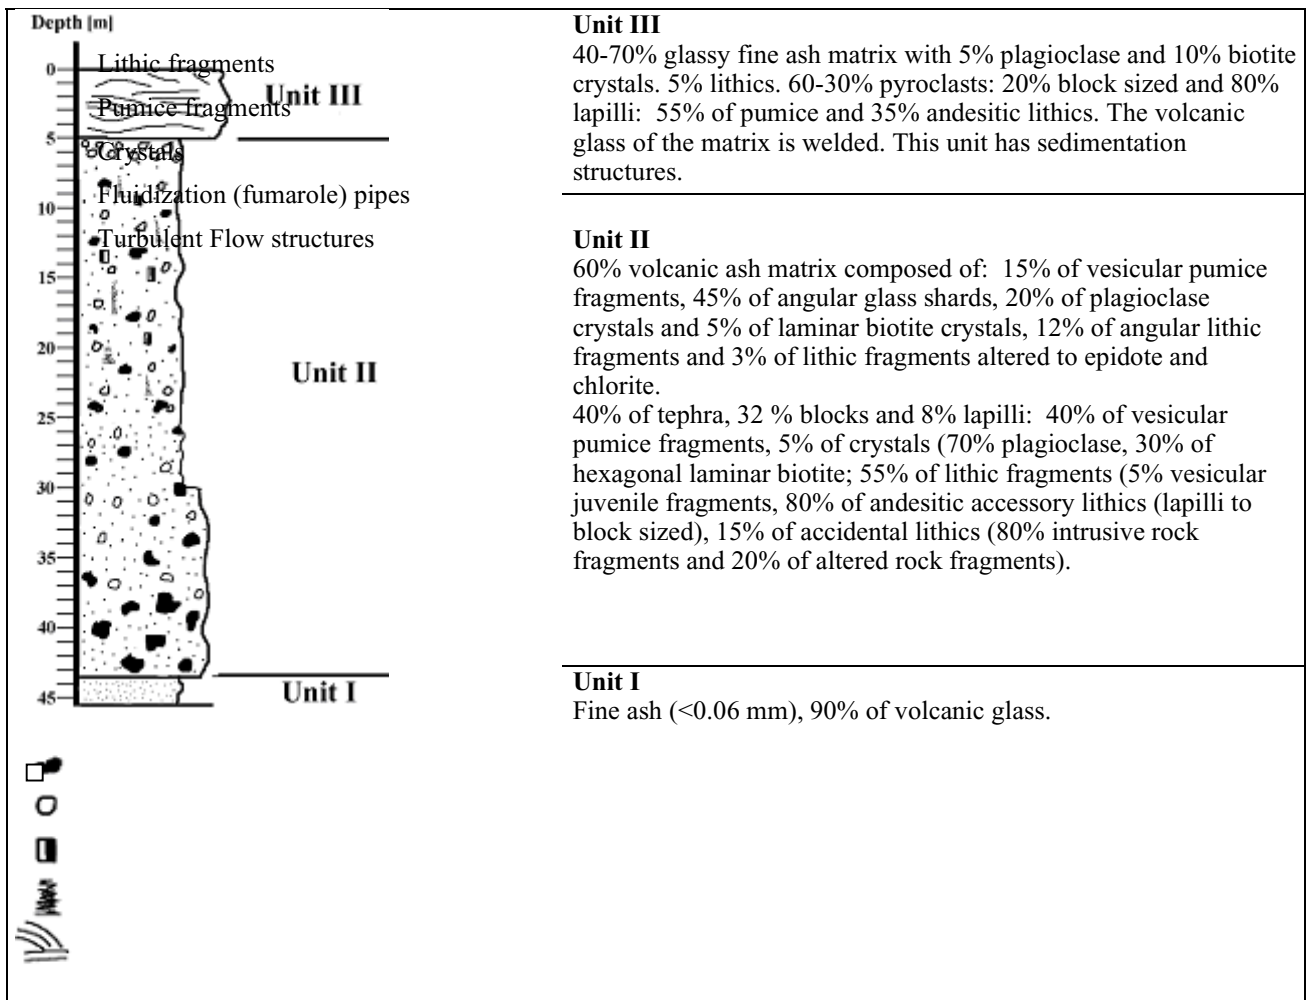 Depth [m]
0
5
10
15
20
25
30
35
40
45
Lithic fragments
Pumice fragments
Crystals
Fluidization (fumarole) pipes
Turbulent Flow structures
Unit III
Unit II
Unit I
Unit III
40-70% glassy fine ash matrix with 5% plagioclase and 10% biotite
crystals. 5% lithics. 60-30% pyroclasts: 20% block sized and 80%
lapilli: 55% of pumice and 35% andesitic lithics. The volcanic
glass of the matrix is welded. This unit has sedimentation
structures.
Unit II
60% volcanic ash matrix composed of: 15% of vesicular pumice
fragments, 45% of angular glass shards, 20% of plagioclase
crystals and 5% of laminar biotite crystals, 12% of angular lithic
fragments and 3% of lithic fragments altered to epidote and
chlorite.
40% of tephra, 32 % blocks and 8% lapilli: 40% of vesicular
pumice fragments, 5% of crystals (70% plagioclase, 30% of
hexagonal laminar biotite; 55% of lithic fragments (5% vesicular
juvenile fragments, 80% of andesitic accessory lithics (lapilli to
block sized), 15% of accidental lithics (80% intrusive rock
fragments and 20% of altered rock fragments).
Unit I
Fine ash (<0.06 mm), 90% of volcanic glass.